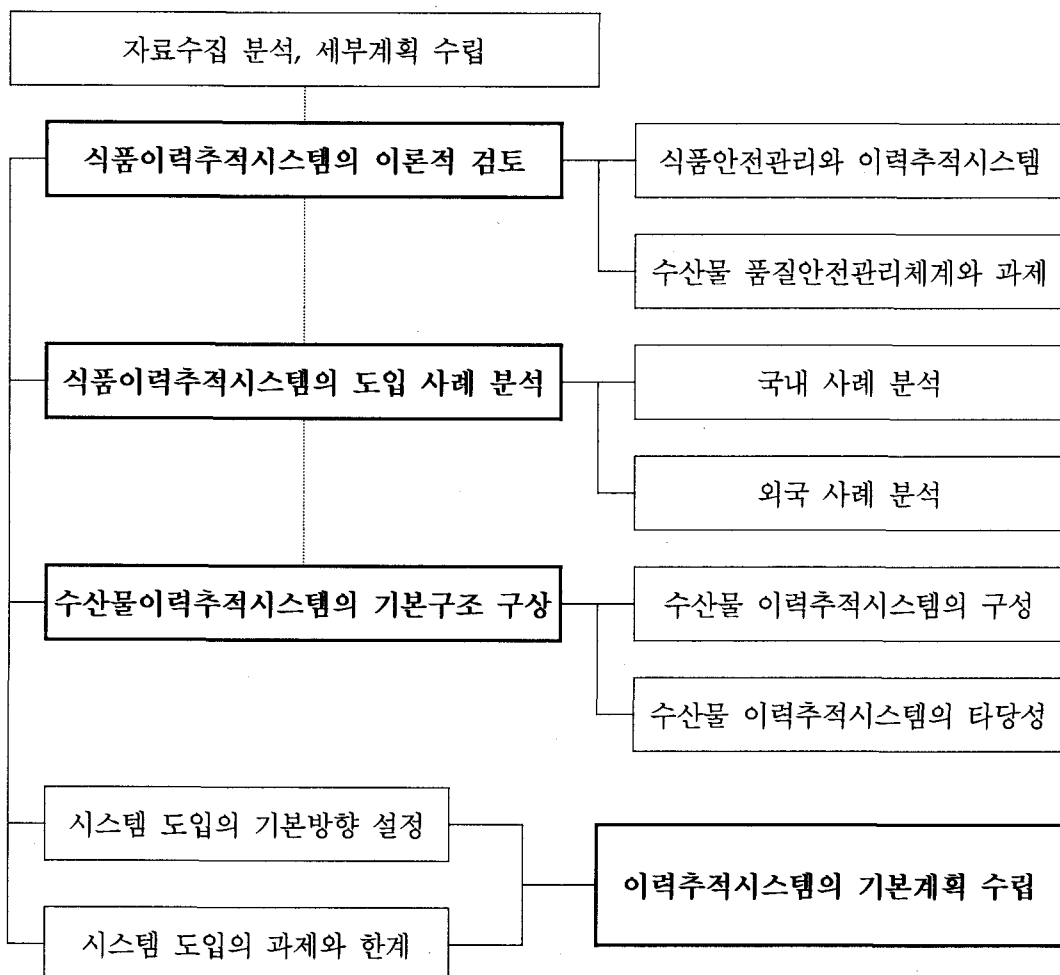 자료수집 분석, 세부계획 수립
식품이력추적시스템의 이론적 검토
식품안전관리와 이력추적시스템
수산물 품질안전관리체계와 과제
식품이력추적시스템의 도입 사례 분석
국내 사례 분석
외국 사례 분석
수산물이력추적시스템의 기본구조 구상
수산물 이력추적시스템의 구성
수산물 이력추적시스템의 타당성
시스템 도입의 기본방향 설정
이력추적시스템의 기본계획 수립
시스템 도입의 과제와 한계